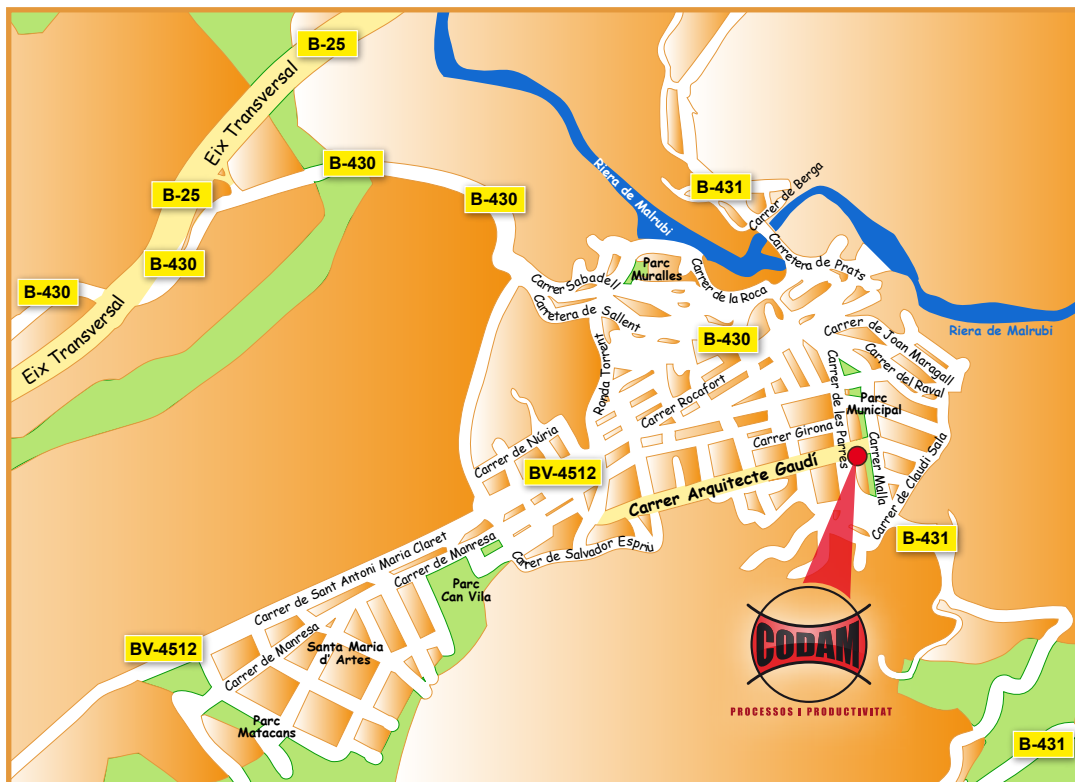 B-25
Eix Transversal
B-430
B-25
B-430
B-431
Carrer de Berga
Riera de Malrubi
B-430
Carretera de Prats
B-430
Parc
Muralles
Carrer Sabadell
Carrer de la Roca
Carretera de Sallent
Riera de Malrubi
B-430
Carrer de Joan Maragall
Eix Transversal
Ronda Torrent
Carrer del Raval
Carrer Rocafort
Carrer de les Parres
Parc
Municipal
Carrer Girona
Carrer de Núria
Carrer Malla
Carrer de Claudi Sala
BV-4512
Carrer Arquitecte Gaudí
B-431
Carrer de Salvador Espriu
Carrer de Manresa
Carrer de Sant Antoni Maria Claret
Parc
Can Vila
CODAM
PROCESSOS I PRODUCTIVITAT
BV-4512
Carrer de Manresa
Santa Maria
d' Artes
Parc
Matacans
B-431